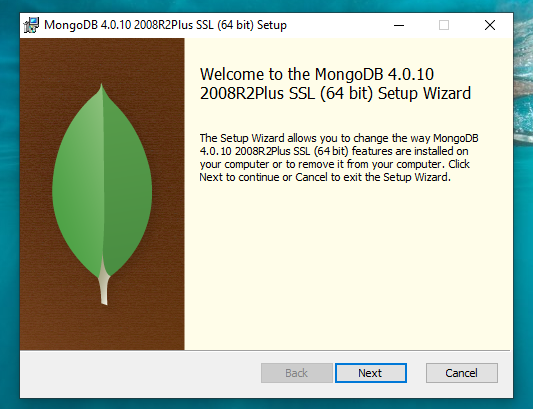 MongoDB 4.0.10 2008R2Plus SSL (64 bit) Setup
Welcome to the MongoDB 4.0.10
2008R2Plus SSL (64 bit) Setup Wizard
The Setup Wizard allows you to change the way MongoDB
4.0.10 2008R2Plus SSL (64 bit) features are installed on
your computer or to remove it from your computer. Click
Next to continue or Cancel to exit the Setup Wizard.
Back
Next
Cancel